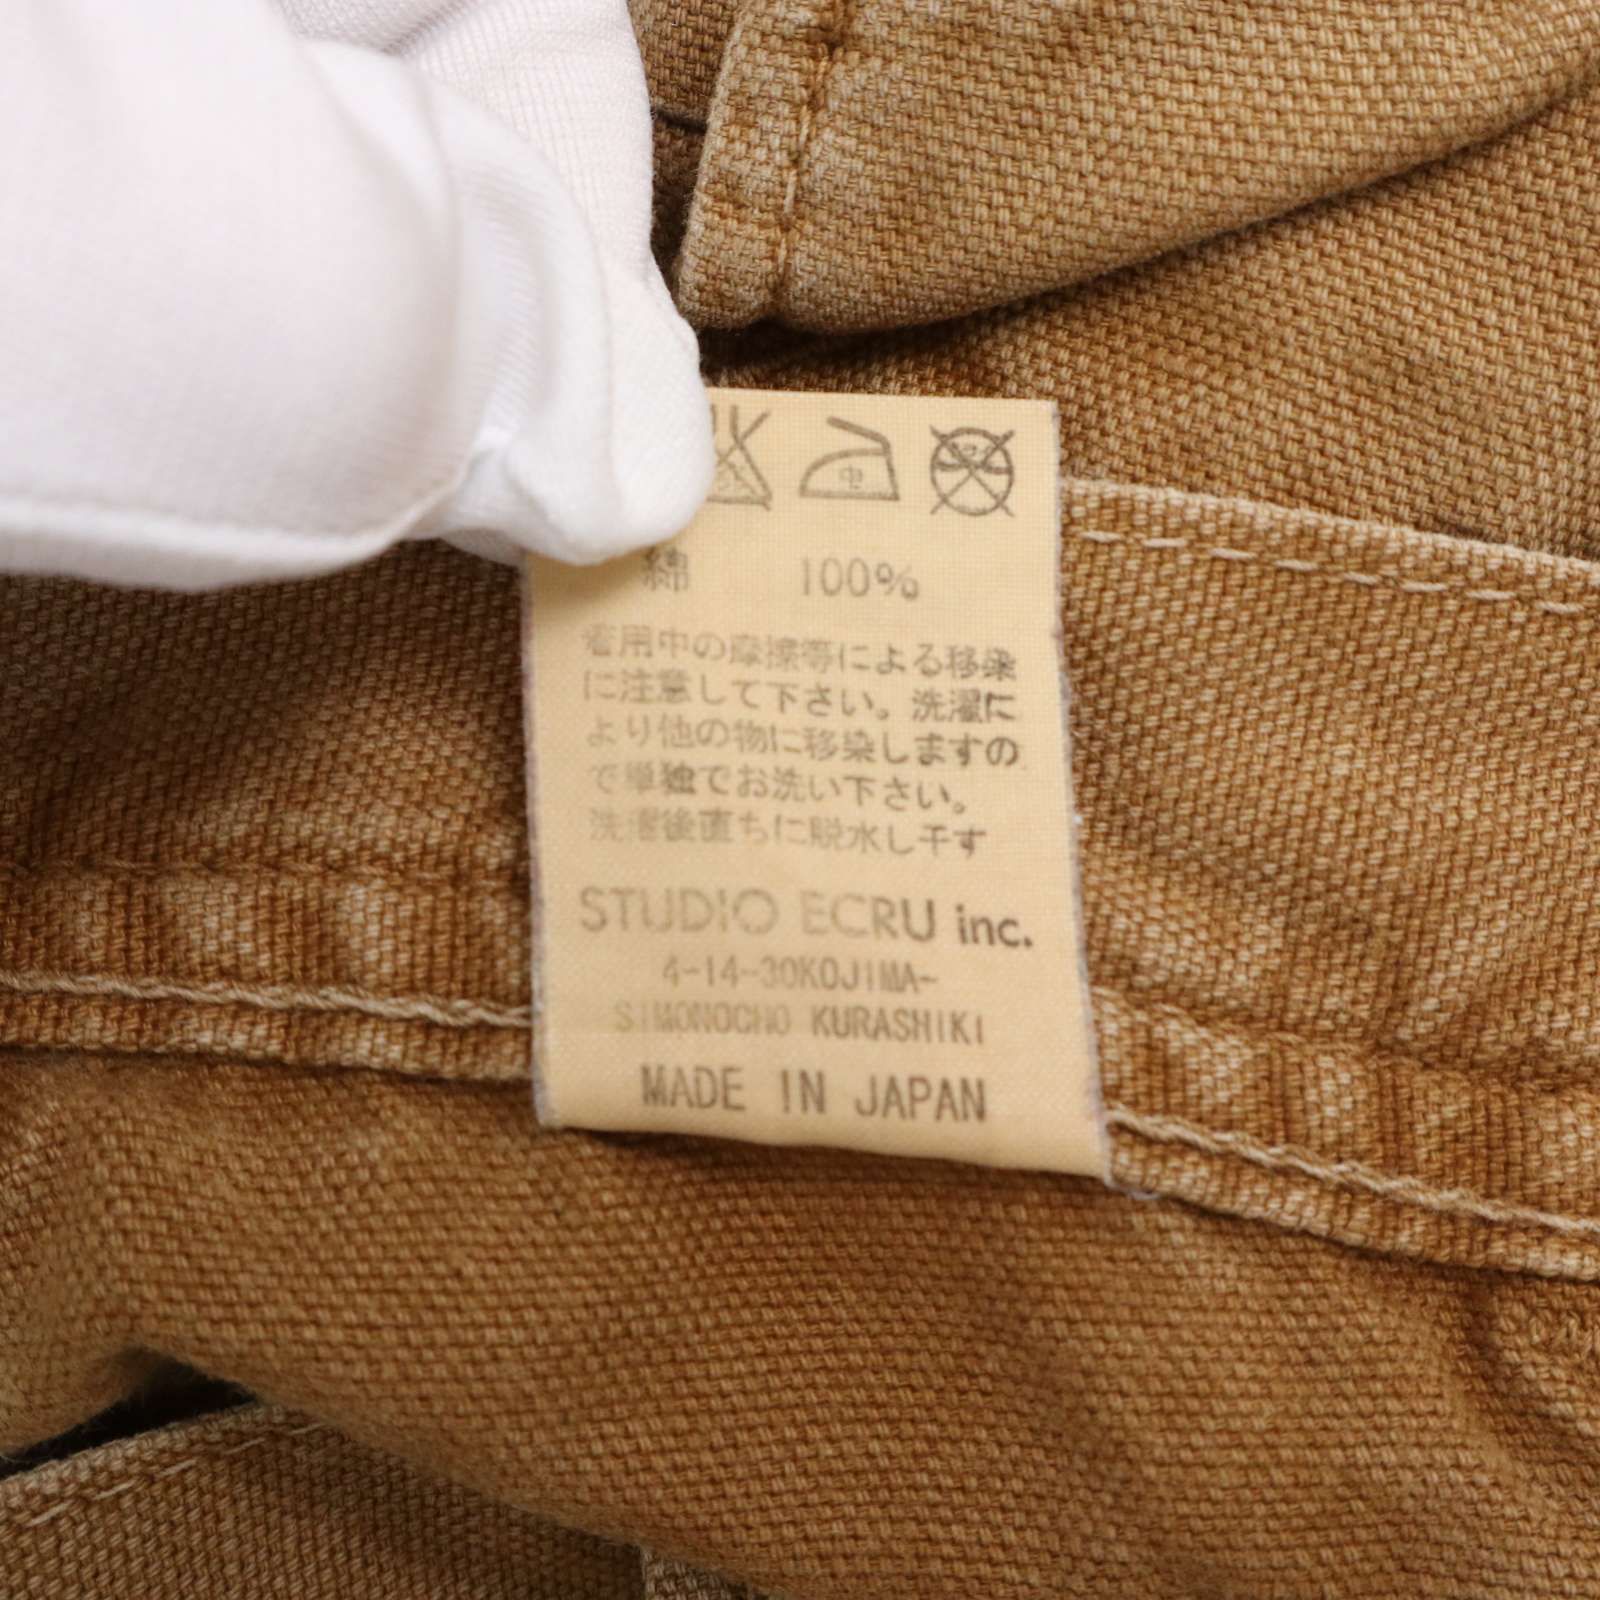 中
綿 100%
着用中の摩擦等による移染
に注意して下さい。洗濯に
より他の物に移染しますの
で単独でお洗い下さい。
洗濯後直ちに脱水し干す
STUDIO ECRU inc.
4-14-30KOJIMA-
SIMONOCHO KURASHIKI
MADE IN JAPAN